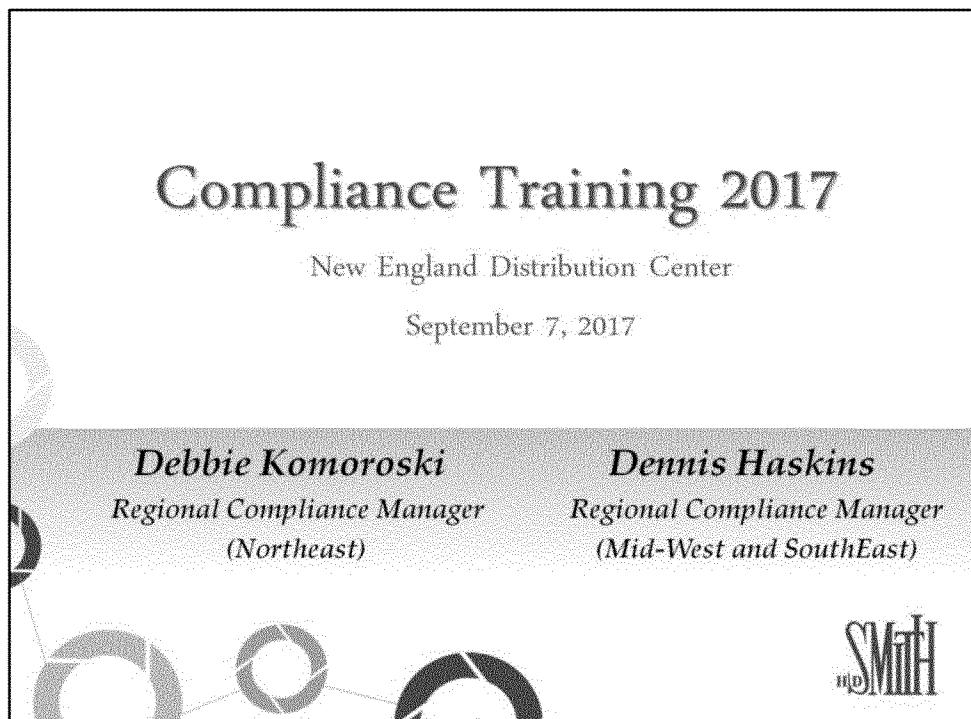 Compliance Training 2017
New England Distribution Center
September 7, 2017
Debbie Komoroski
Regional Compliance Manager
(Northeast)
Dennis Haskins
Regional Compliance Manager
(Mid-West and SouthEast)
H|D SMITH